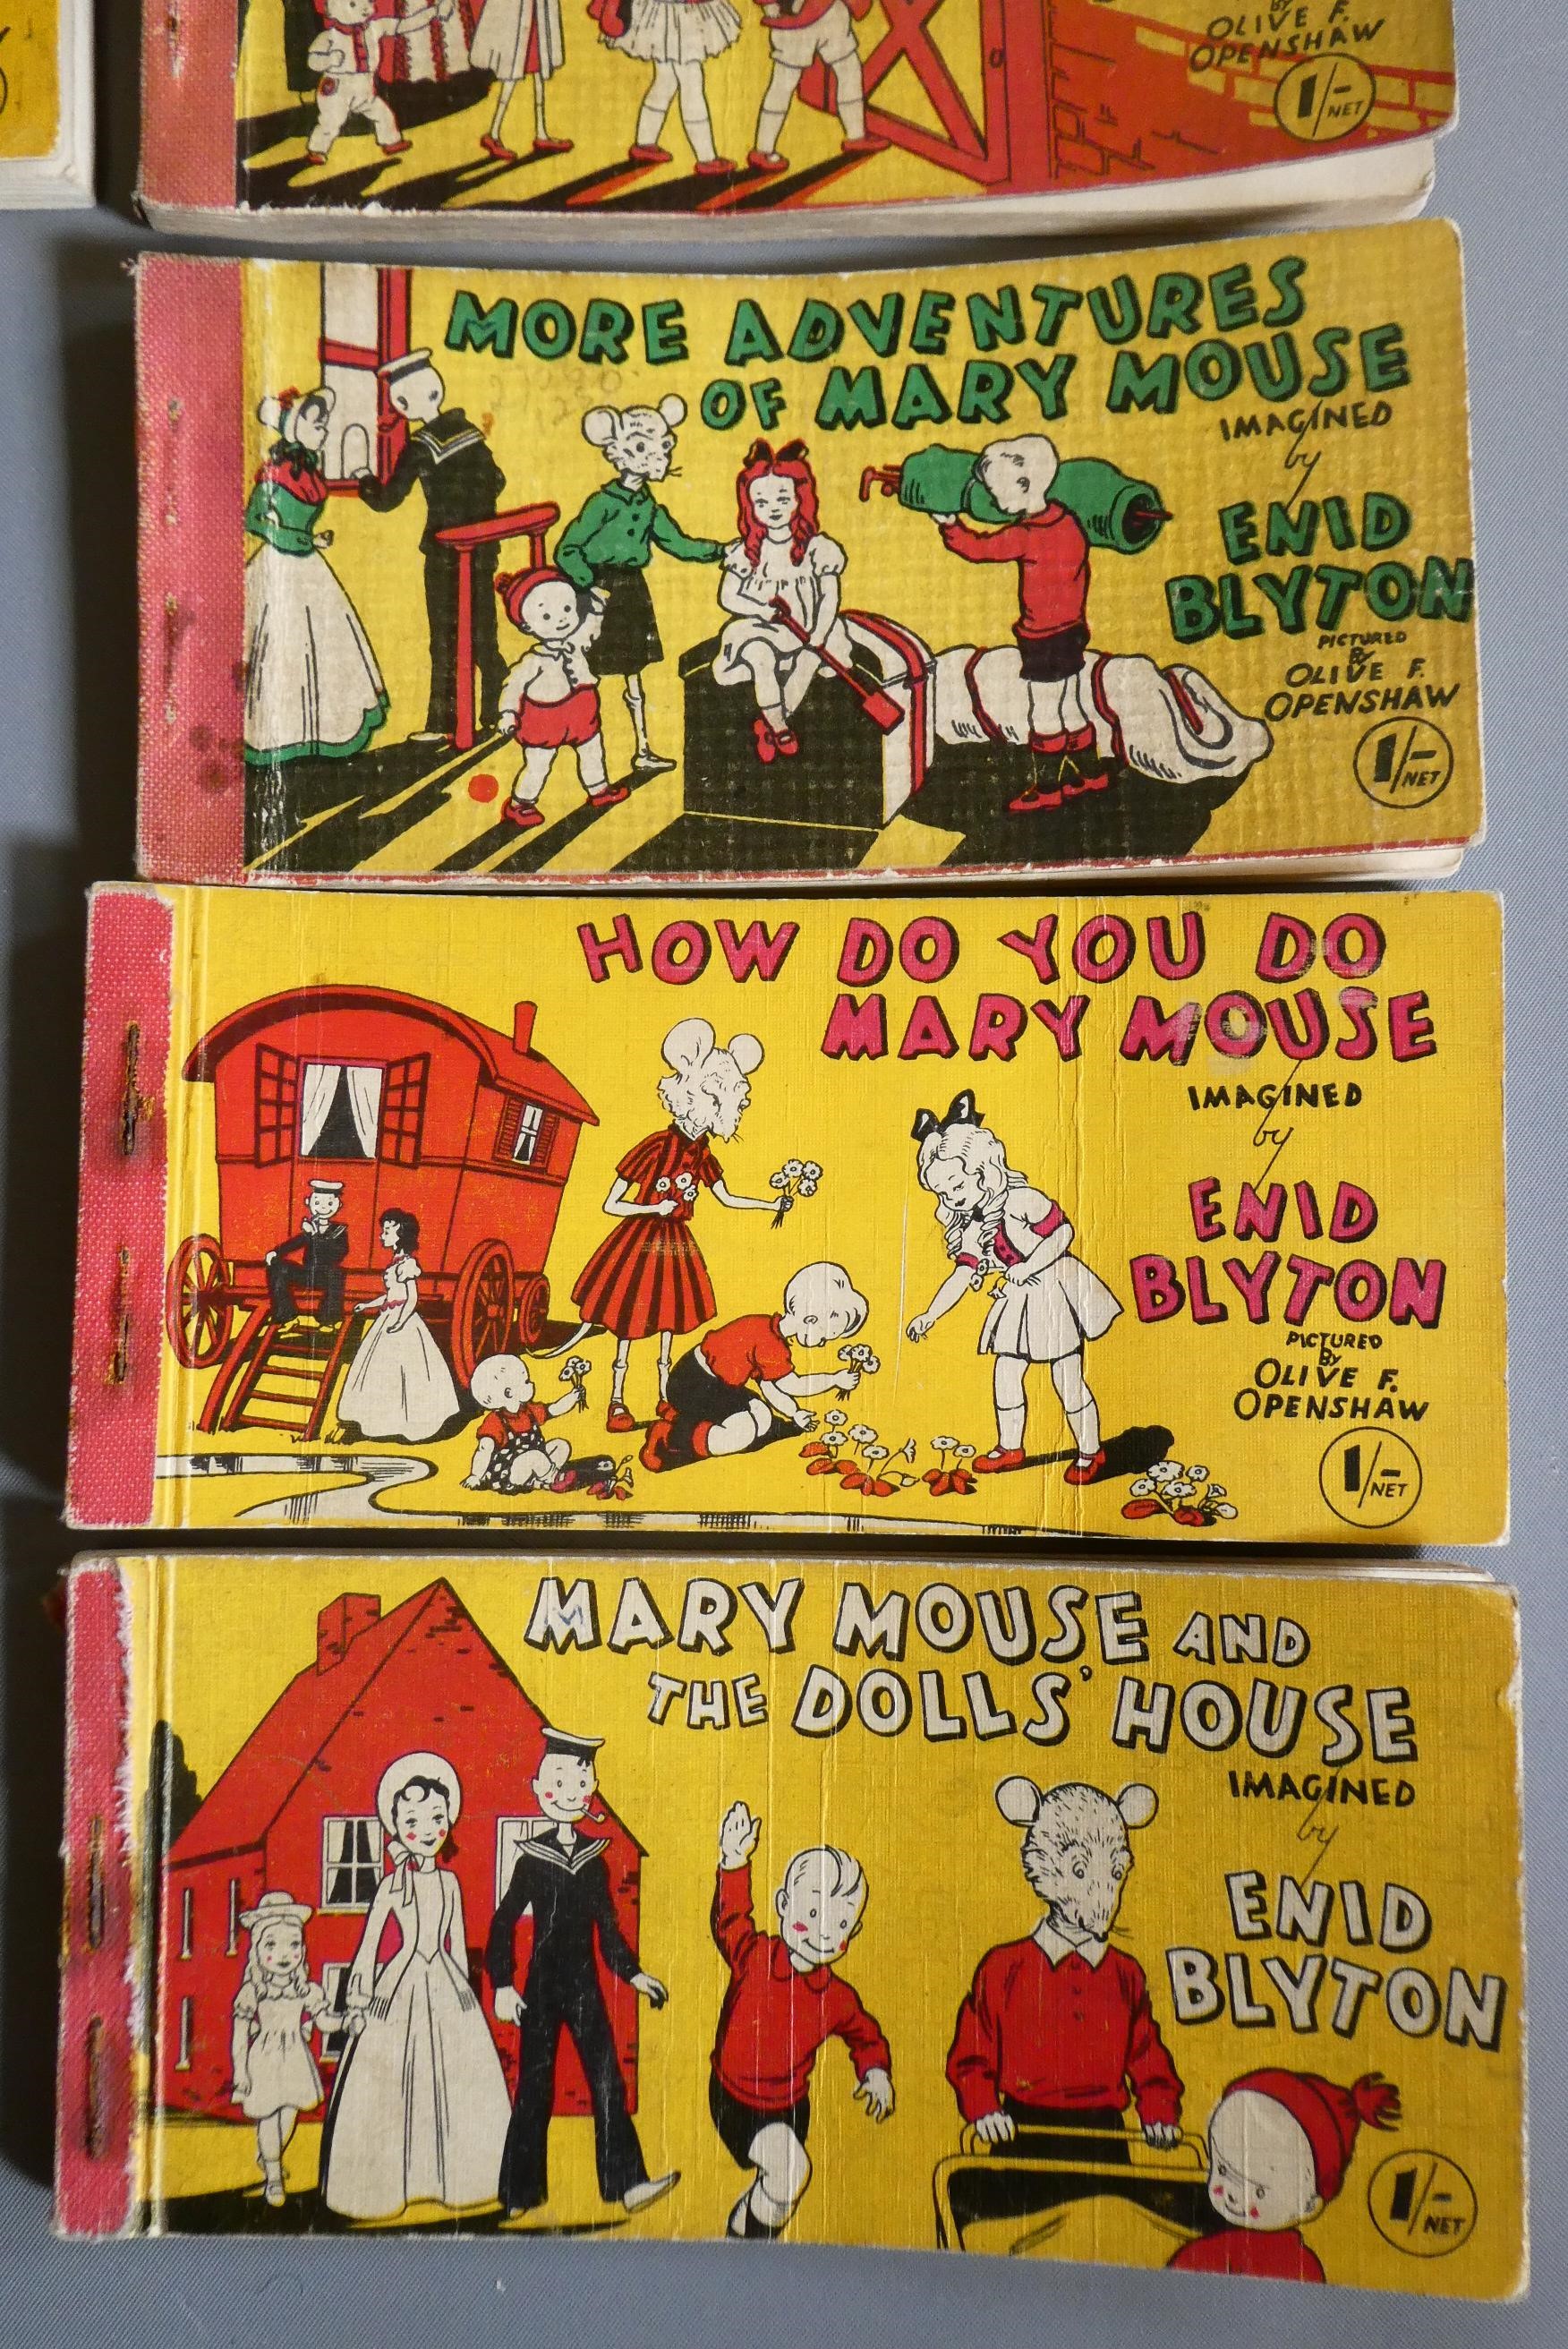 BY
OLIVE F.
OPENSHAW
1/- NET
MORE ADVENTURES
OF MARY MOUSE
IMAGINED
by
ENID
BLYTON
PICTURED
By
OLIVE F.
OPENSHAW
1/- NET
HOW DO YOU DO
MARY MOUSE
IMAGINED
by
ENID
BLYTON
PICTURED
By
OLIVE F.
OPENSHAW
1/- NET
MARY MOUSE AND
THE DOLLS' HOUSE
IMAGINED
by
ENID
BLYTON
1/- NET